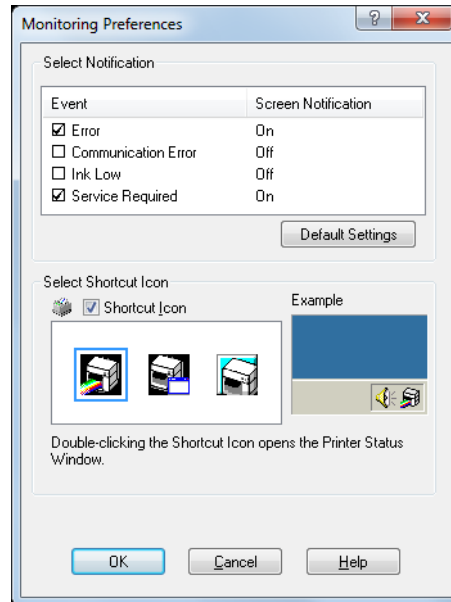 Monitoring Preferences
Select Notification
Event Screen Notification
Error On
Communication Error Off
Ink Low Off
Service Required On
Default Settings
Select Shortcut Icon
Shortcut Icon
Example
Double-clicking the Shortcut Icon opens the Printer Status
Window.
OK Cancel Help